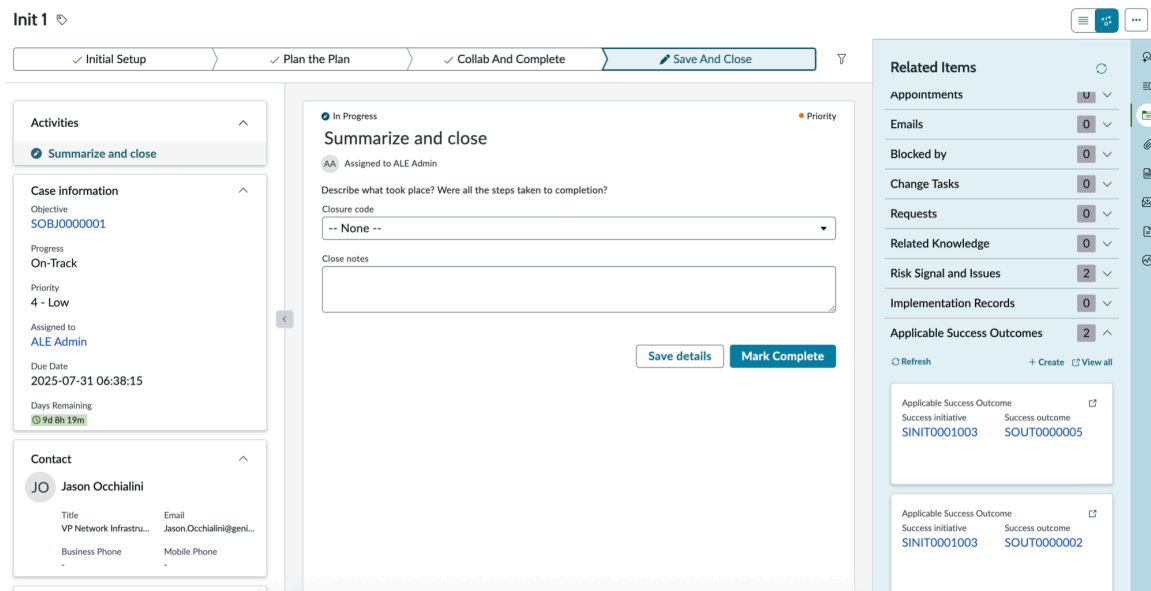 Init 1
Initial Setup
Plan the Plan
Collab And Complete
Save And Close
Activities
Summarize and close
Case information
Objective
SOBJ0000001
Progress
On-Track
Priority
4 - Low
Assigned to
ALE Admin
Due Date
2025-07-31 06:38:15
Days Remaining
9d 8h 19m
Contact
JO
Jason Occhialini
Title
Email
VP Network Infrastru...
Jason.Occhialini@geni...
Business Phone
Mobile Phone
-
-
In Progress
Priority
Summarize and close
AA
Assigned to ALE Admin
Describe what took place? Were all the steps taken to completion?
Closure code
-- None --
Close notes
Save details
Mark Complete
Related Items
Appointments 0
Emails 0
Blocked by 0
Change Tasks 0
Requests 0
Related Knowledge 0
Risk Signal and Issues 2
Implementation Records 0
Applicable Success Outcomes 2
Refresh
+ Create
View all
Applicable Success Outcome
Success initiative
Success outcome
SINIT0001003
SOUT0000005
Applicable Success Outcome
Success initiative
Success outcome
SINIT0001003
SOUT0000002